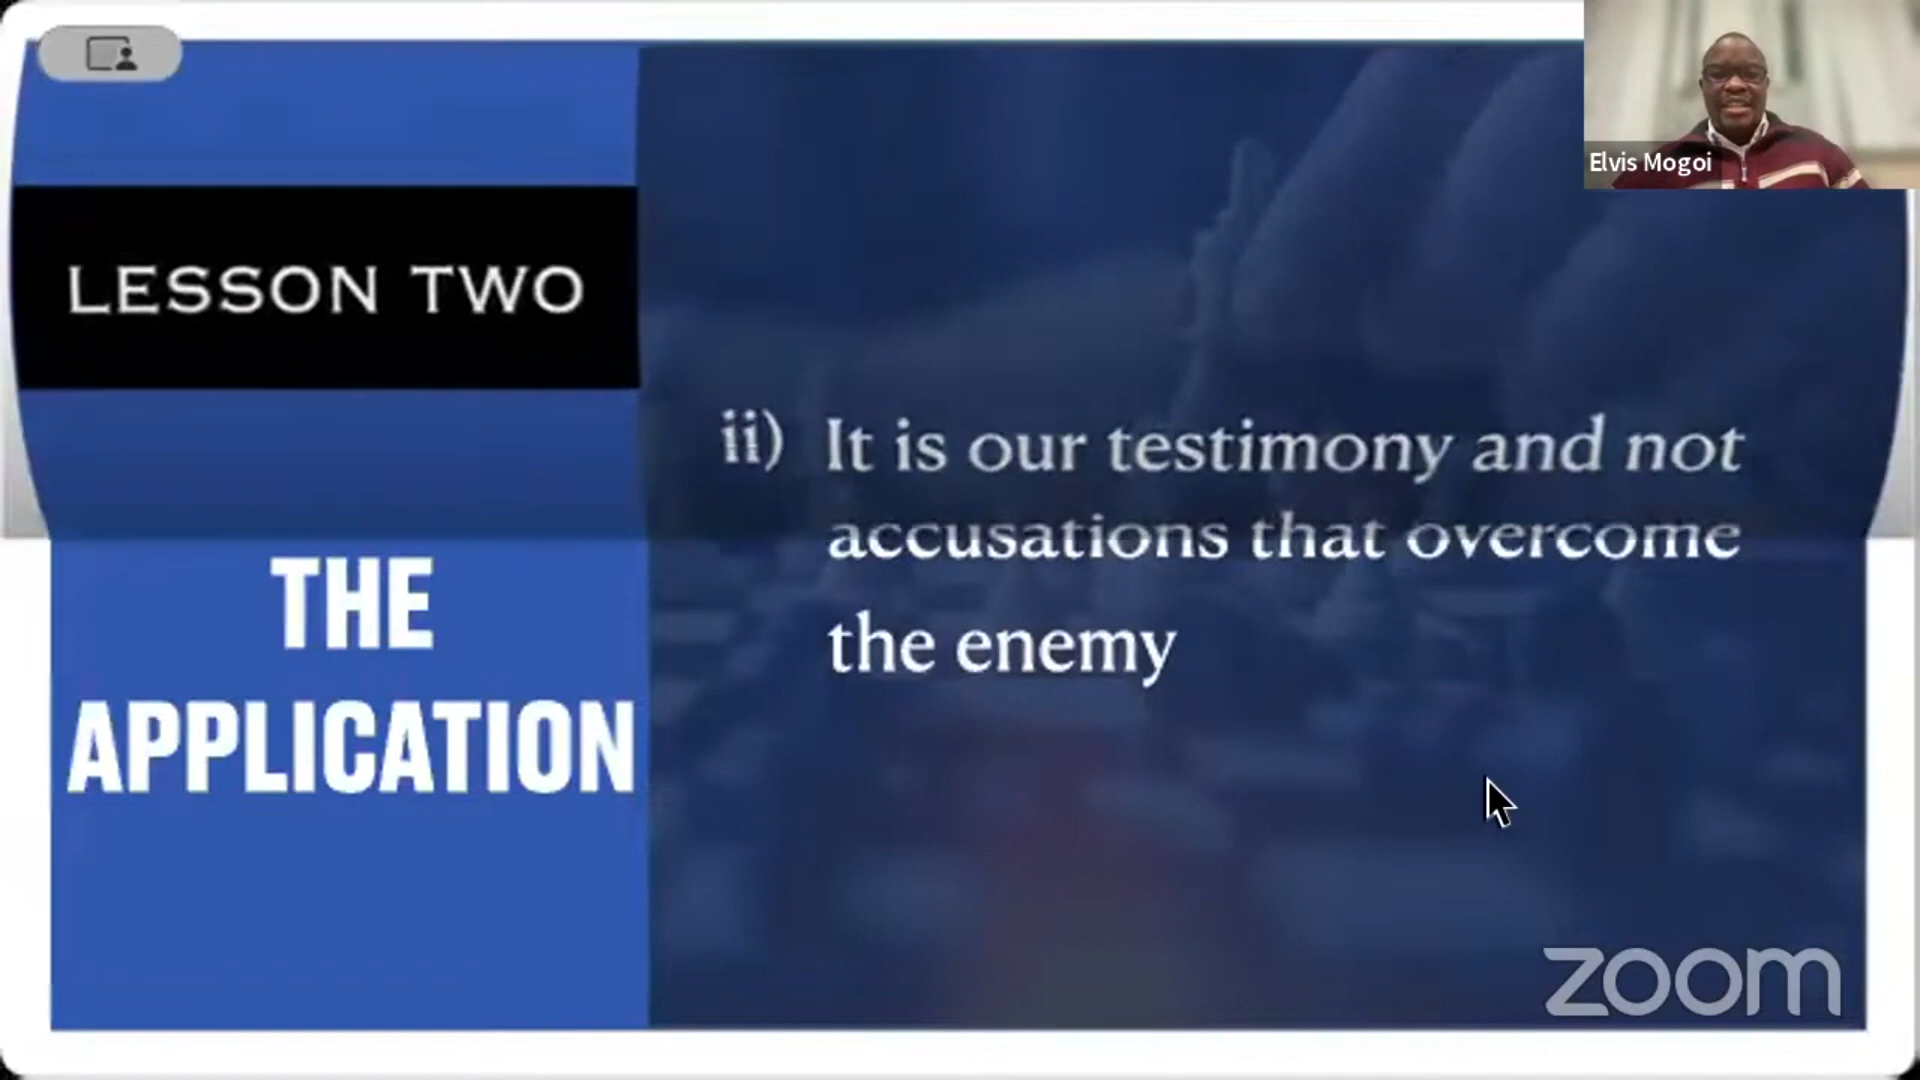 Elvis Mogoi
LESSON TWO
THE
APPLICATION
ii) It is our testimony and not
accusations that overcome
the enemy
zoom